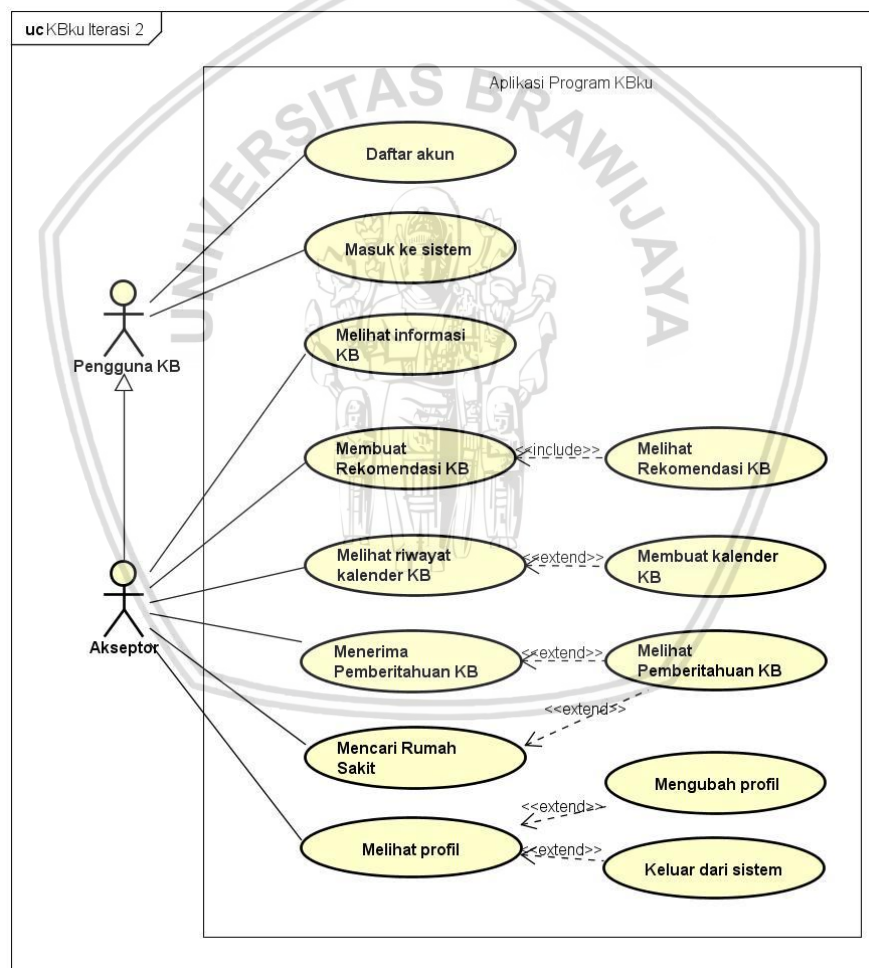 uc KBku Iterasi 2
Aplikasi Program KBku
UNIVERSITAS BRAWIJAYA
Daftar akun
Masuk ke sistem
Pengguna KB
Melihat informasi
KB
Membuat
Rekomendasi KB
<<include>>
Melihat
Rekomendasi KB
Melihat riwayat
kalender KB
<<extend>>
Membuat kalender
KB
Akseptor
Menerima
Pemberitahuan KB
<<extend>>
Melihat
Pemberitahuan KB
<<extend>>
Mencari Rumah
Sakit
Mengubah profil
<<extend>>
Melihat profil
<<extend>>
Keluar dari sistem